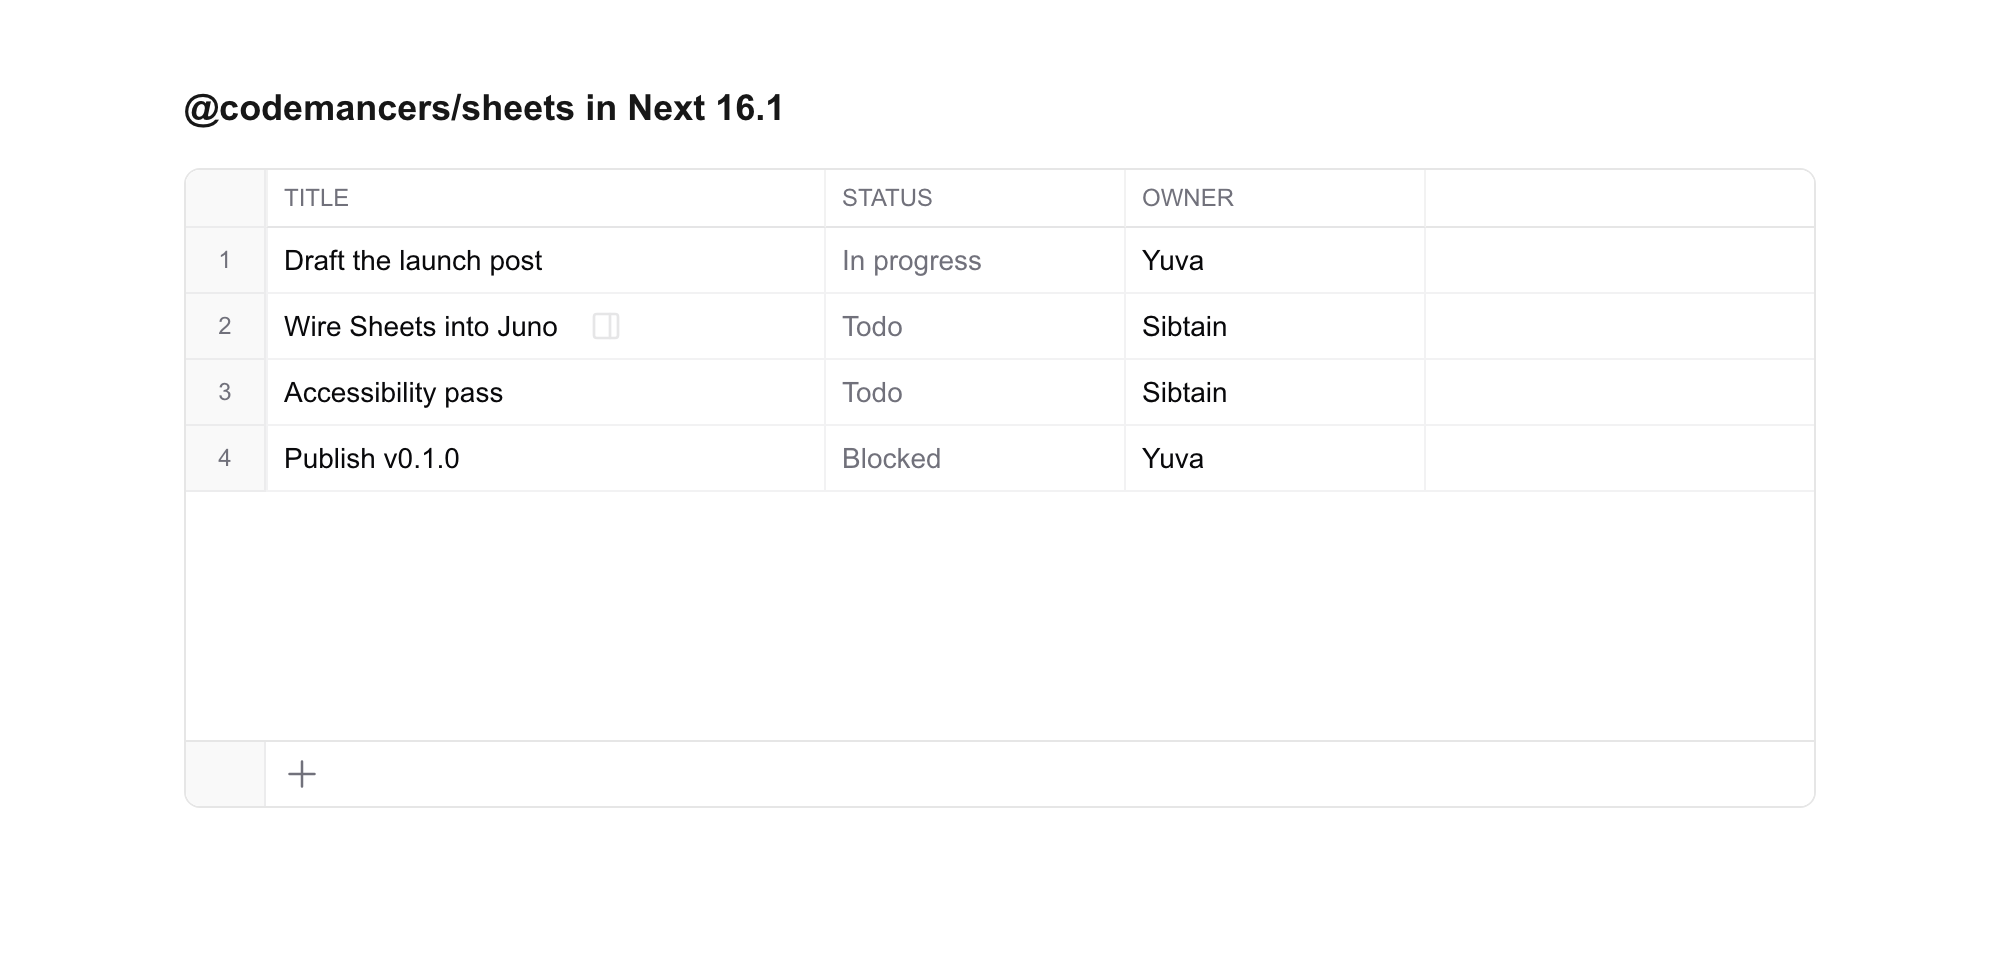 @codemancers/sheets in Next 16.1
TITLE STATUS OWNER
1 Draft the launch post In progress Yuva
2 Wire Sheets into Juno Todo Sibtain
3 Accessibility pass Todo Sibtain
4 Publish v0.1.0 Blocked Yuva